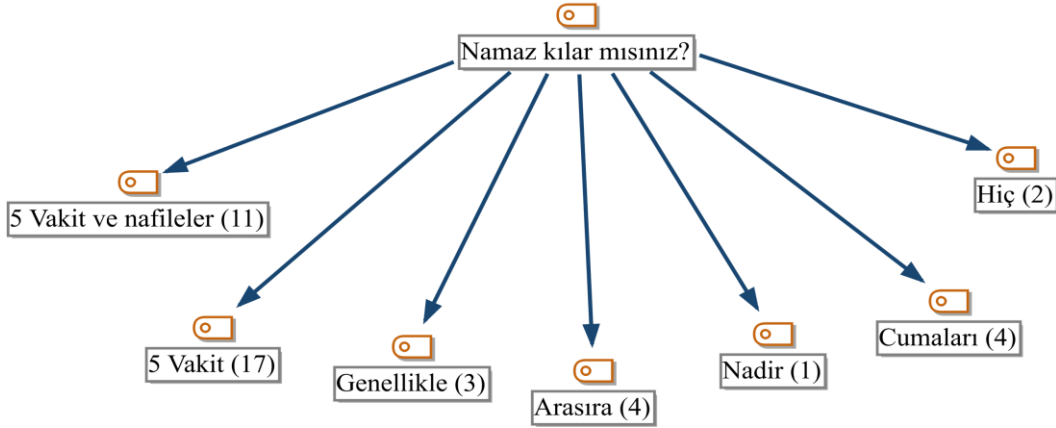 Namaz kılar mısınız?
5 Vakit ve nafileler (11)
5 Vakit (17)
Genellikle (3)
Arasıra (4)
Nadir (1)
Cumaları (4)
Hiç (2)